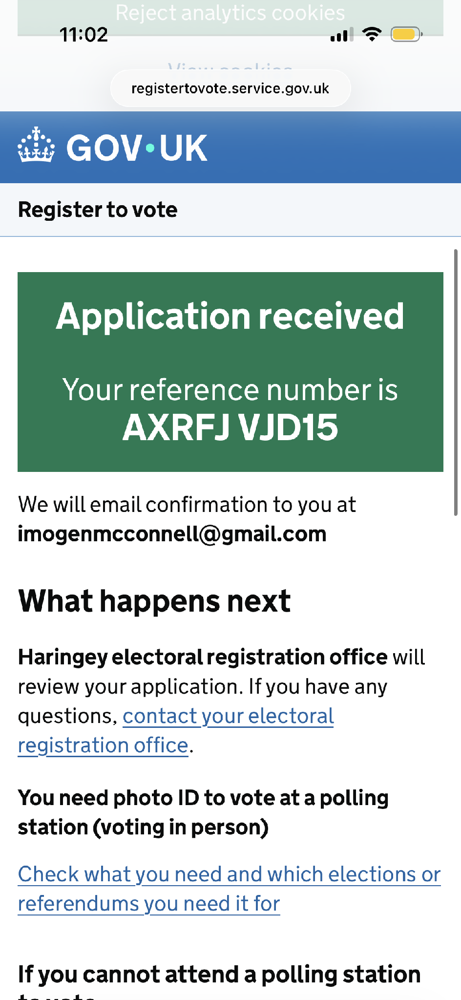 Reject analytics cookies
11:02
View cookies
registertovote.service.gov.uk
GOV·UK
Register to vote
Application received
Your reference number is
AXRFJ VJD15
We will email confirmation to you at
imogenmcconnell@gmail.com
What happens next
Haringey electoral registration office will
review your application. If you have any
questions, contact your electoral
registration office.
You need photo ID to vote at a polling
station (voting in person)
Check what you need and which elections or
referendums you need it for
If you cannot attend a polling station
to vote